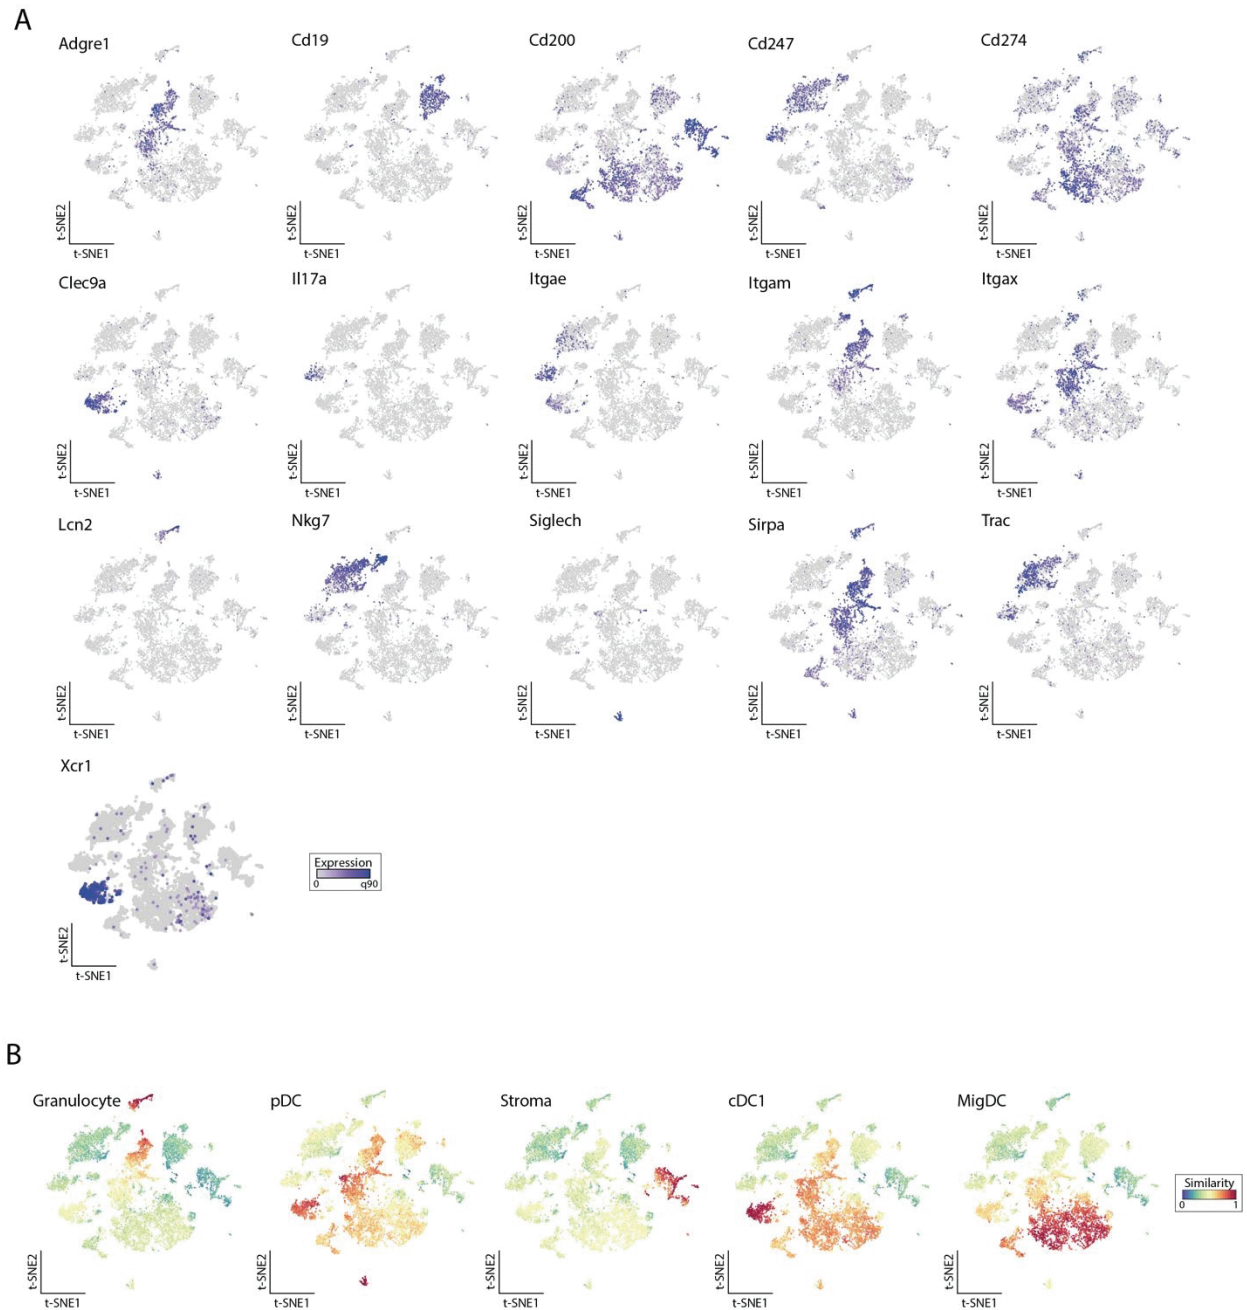 A
Adgre1
Cd19
Cd200
Cd247
Cd274
t-SNE2
t-SNE1
t-SNE2
t-SNE1
t-SNE2
t-SNE1
t-SNE2
t-SNE1
t-SNE2
t-SNE1
Clec9a
Il17a
Itgae
Itgam
Itgax
t-SNE2
t-SNE1
t-SNE2
t-SNE1
t-SNE2
t-SNE1
t-SNE2
t-SNE1
t-SNE2
t-SNE1
Lcn2
Nkg7
Siglech
Sirpa
Trac
t-SNE2
t-SNE1
t-SNE2
t-SNE1
t-SNE2
t-SNE1
t-SNE2
t-SNE1
t-SNE2
t-SNE1
Xcr1
t-SNE2
t-SNE1
Expression
0 q90
B
Granulocyte
pDC
Stroma
cDC1
MigDC
t-SNE2
t-SNE1
t-SNE2
t-SNE1
t-SNE2
t-SNE1
t-SNE2
t-SNE1
t-SNE2
t-SNE1
Similarity
0 1